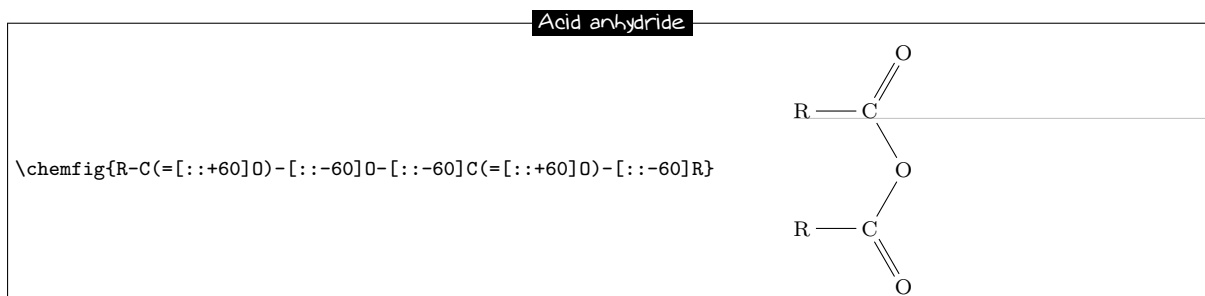 Acid anhydride
O
R C
\chemfig{R-C(=[::+60]O)-[::-60]O-[::-60]C(=[::+60]O)-[::-60]R} O
R C
O